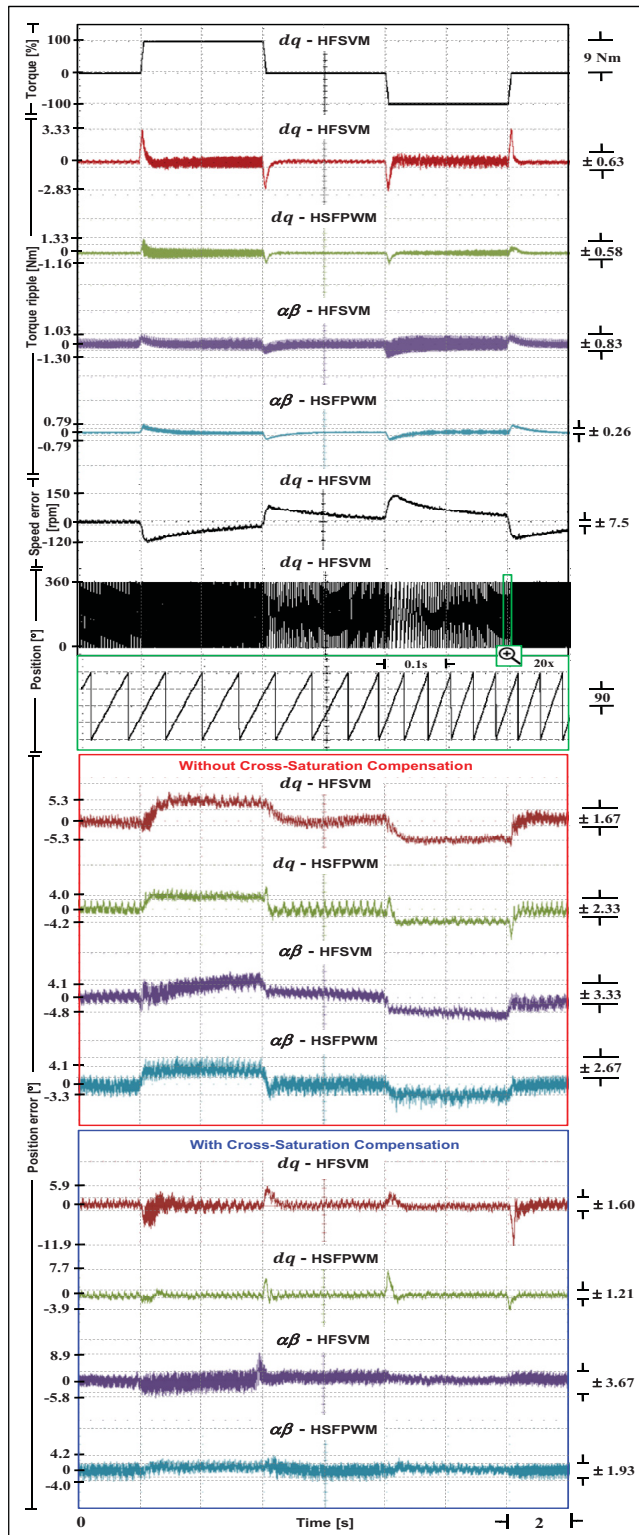 Torque [%]
100
0
-100
dq - HFSVM
9 Nm
Torque ripple [Nm]
3.33
0
-2.83
dq - HFSVM
± 0.63
1.33
0
-1.16
dq - HSFPWM
± 0.58
1.03
0
-1.30
αβ - HFSVM
± 0.83
0.79
0
-0.79
αβ - HSFPWM
± 0.26
Speed error [rpm]
150
0
-120
dq - HFSVM
± 7.5
Position [º]
360
0
dq - HFSVM
0.1s
20x
90
Position error [º]
Without Cross-Saturation Compensation
dq - HFSVM
5.3
0
-5.3
± 1.67
dq - HSFPWM
4.0
0
-4.2
± 2.33
αβ - HFSVM
4.1
0
-4.8
± 3.33
αβ - HSFPWM
4.1
0
-3.3
± 2.67
With Cross-Saturation Compensation
dq - HFSVM
5.9
0
-11.9
± 1.60
dq - HSFPWM
7.7
0
-3.9
± 1.21
αβ - HFSVM
8.9
0
-5.8
± 3.67
αβ - HSFPWM
4.2
0
-4.0
± 1.93
0
Time [s]
2